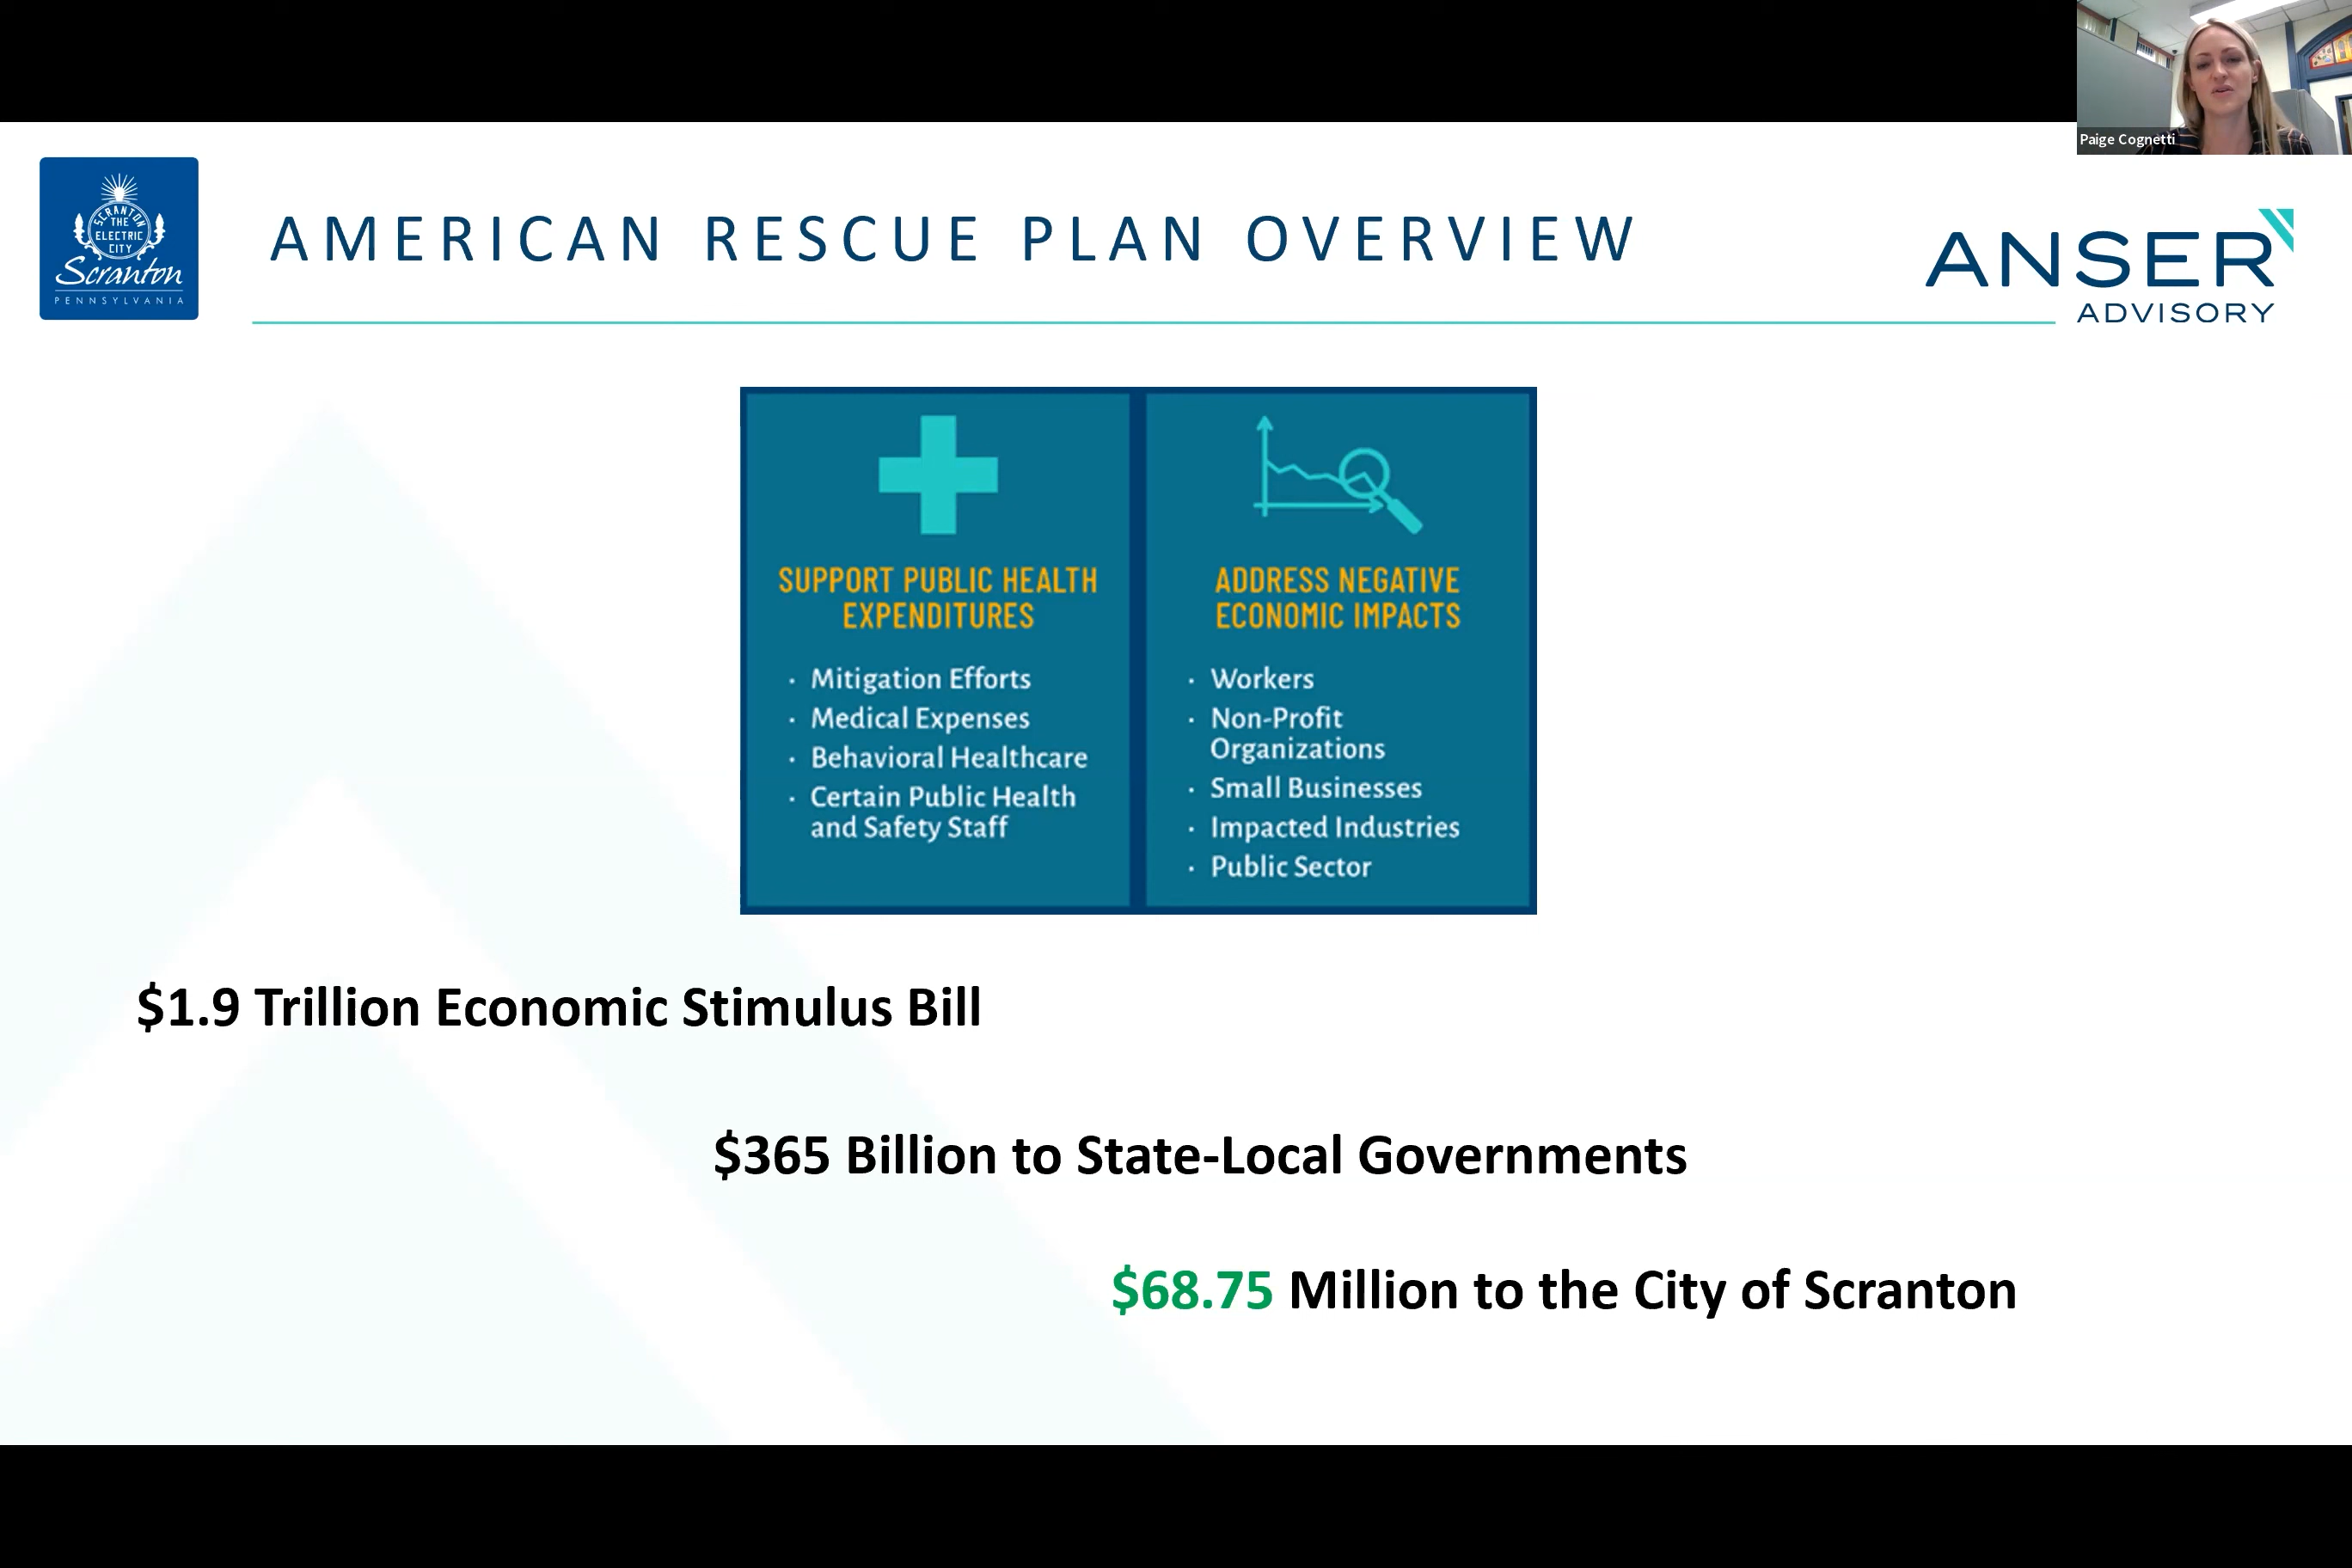 Paige Cognetti
SCRANTON
THE
ELECTRIC
CITY
Scranton
PENNSYLVANIA
AMERICAN RESCUE PLAN OVERVIEW
ANSER
ADVISORY
SUPPORT PUBLIC HEALTH
EXPENDITURES
· Mitigation Efforts
· Medical Expenses
· Behavioral Healthcare
· Certain Public Health
and Safety Staff
ADDRESS NEGATIVE
ECONOMIC IMPACTS
· Workers
· Non-Profit
Organizations
· Small Businesses
· Impacted Industries
· Public Sector
$1.9 Trillion Economic Stimulus Bill
$365 Billion to State-Local Governments
$68.75 Million to the City of Scranton